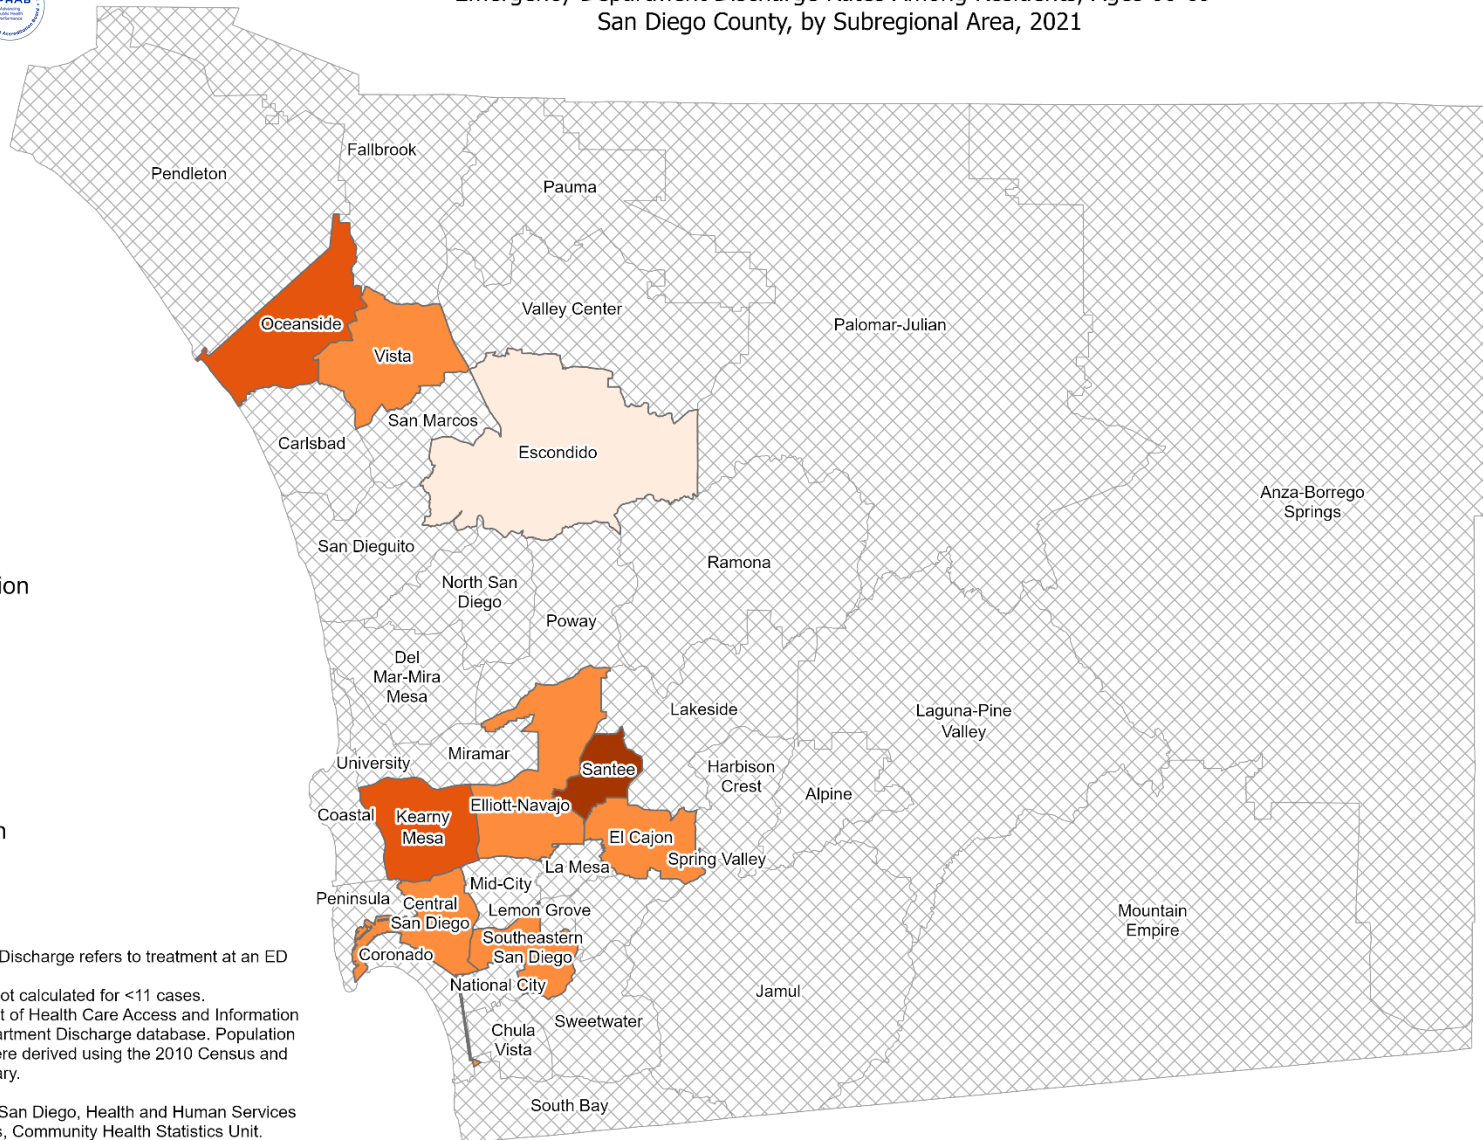 San Diego County, by Subregional Area, 2021
Fallbrook
Pendleton
Pauma
Valley Center
Oceanside
Palomar-Julian
Vista
San Marcos
Carlsbad
Escondido
Anza-Borrego
Springs
San Dieguito
Ramona
North San
Diego
Poway
Del
Mar-Mira
Mesa
Lakeside
Laguna-Pine
Valley
Miramar
University
Santee
Harbison
Crest
Alpine
Elliott-Navajo
Coastal
Kearny
Mesa
El Cajon
Spring Valley
La Mesa
Mid-City
Peninsula
Central
San Diego
Lemon Grove
Mountain
Empire
Southeastern
San Diego
Coronado
National City
Jamul
Sweetwater
Chula
Vista
South Bay
ion
n
Discharge refers to treatment at an ED
ot calculated for <11 cases.
t of Health Care Access and Information
artment Discharge database. Population
ere derived using the 2010 Census and
ary.
San Diego, Health and Human Services
s, Community Health Statistics Unit.